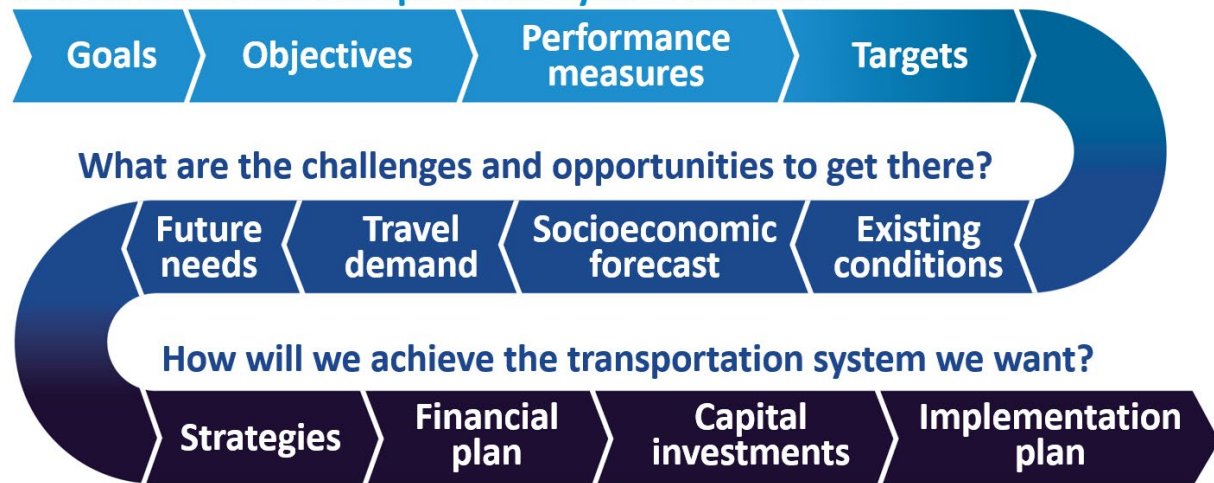 Goals
Objectives
Performance
measures
Targets
What are the challenges and opportunities to get there?
Future
needs
Travel
demand
Socioeconomic
forecast
Existing
conditions
How will we achieve the transportation system we want?
Strategies
Financial
plan
Capital
investments
Implementation
plan